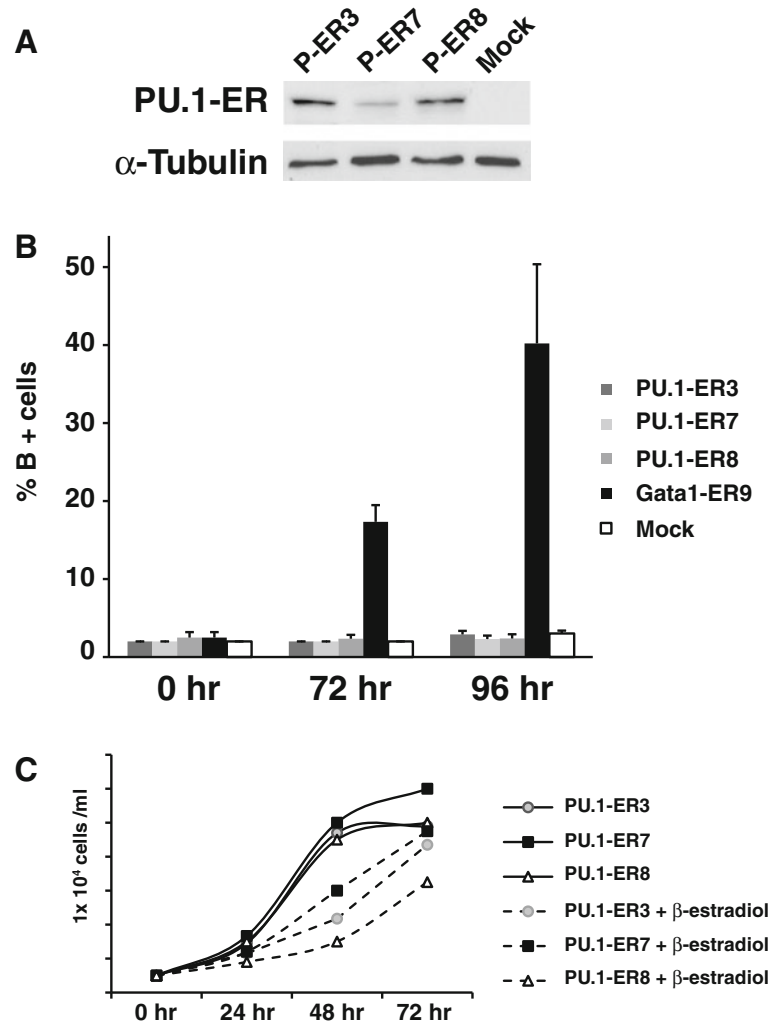 A
P-ER3 P-ER7 P-ER8 Mock
PU.1-ER
α-Tubulin
B
% B + cells
50
40
30
20
10
0
0 hr 72 hr 96 hr
PU.1-ER3
PU.1-ER7
PU.1-ER8
Gata1-ER9
Mock
C
1x 10⁴ cells /ml
0 hr 24 hr 48 hr 72 hr
PU.1-ER3
PU.1-ER7
PU.1-ER8
PU.1-ER3 + β-estradiol
PU.1-ER7 + β-estradiol
PU.1-ER8 + β-estradiol